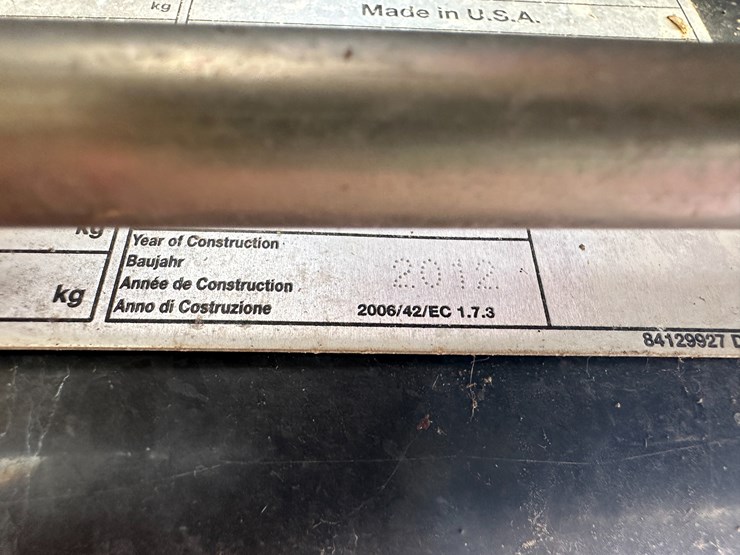 kg
Made in U.S.A.
kg
Year of Construction
Baujahr
Année de Construction
Anno di Costruzione
2012
2006/42/EC 1.7.3
kg
84129927